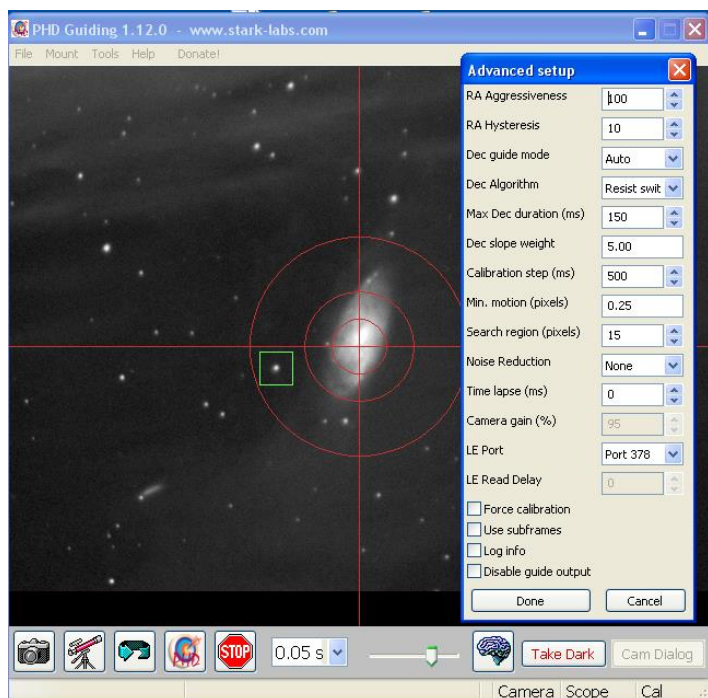 PHD Guiding 1.12.0 - www.stark-labs.com
File Mount Tools Help Donate!
Advanced setup
RA Aggressiveness 100
RA Hysteresis 10
Dec guide mode Auto
Dec Algorithm Resist swit
Max Dec duration (ms) 150
Dec slope weight 5.00
Calibration step (ms) 500
Min. motion (pixels) 0.25
Search region (pixels) 15
Noise Reduction None
Time lapse (ms) 0
Camera gain (%) 95
LE Port Port 378
LE Read Delay 0
Force calibration
Use subframes
Log info
Disable guide output
Done Cancel
PHD STOP 0.05 s Take Dark Cam Dialog
Camera Scope Cal